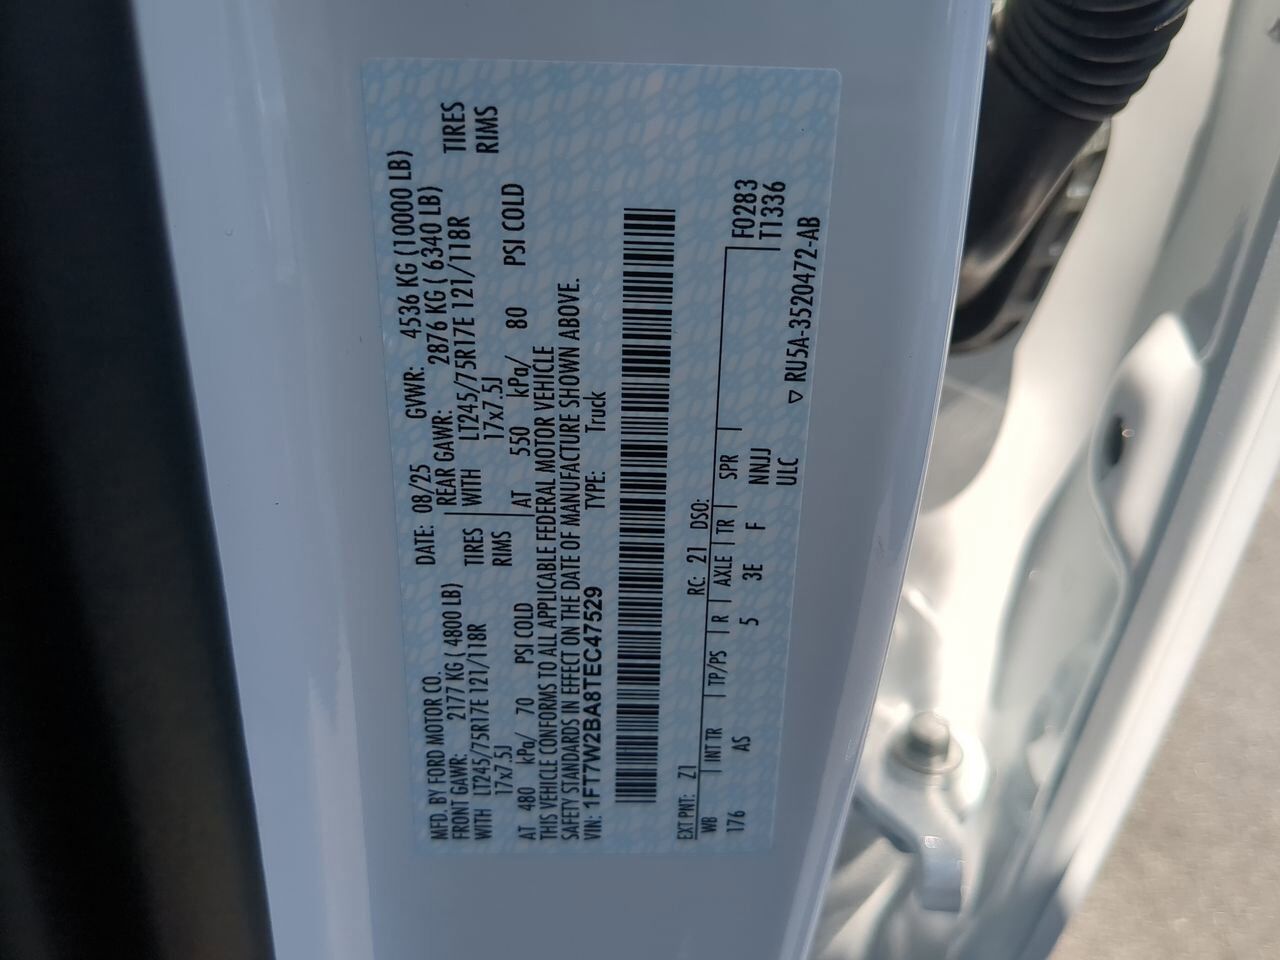 MFD. BY FORD MOTOR CO. DATE: 08/25 GVWR: 4536 KG (10000 LB)
FRONT GAWR: 2177 KG ( 4800 LB) REAR GAWR: 2876 KG ( 6340 LB)
WITH LT245/75R17E 121/118R TIRES WITH LT245/75R17E 121/118R TIRES
17x7.5J RIMS 17x7.5J RIMS
AT 480 kPa/ 70 PSI COLD AT 550 kPa/ 80 PSI COLD
THIS VEHICLE CONFORMS TO ALL APPLICABLE FEDERAL MOTOR VEHICLE
SAFETY STANDARDS IN EFFECT ON THE DATE OF MANUFACTURE SHOWN ABOVE.
VIN: 1FT7W2BA8TEC47529 TYPE: Truck
EXT PNT: Z1 RC: 21 DSO:
WB INT TR TP/PS R AXLE TR SPR F0283
176 AS 5 3E F NNJJ T1336
ULC ▽ RU5A-3520472-AB